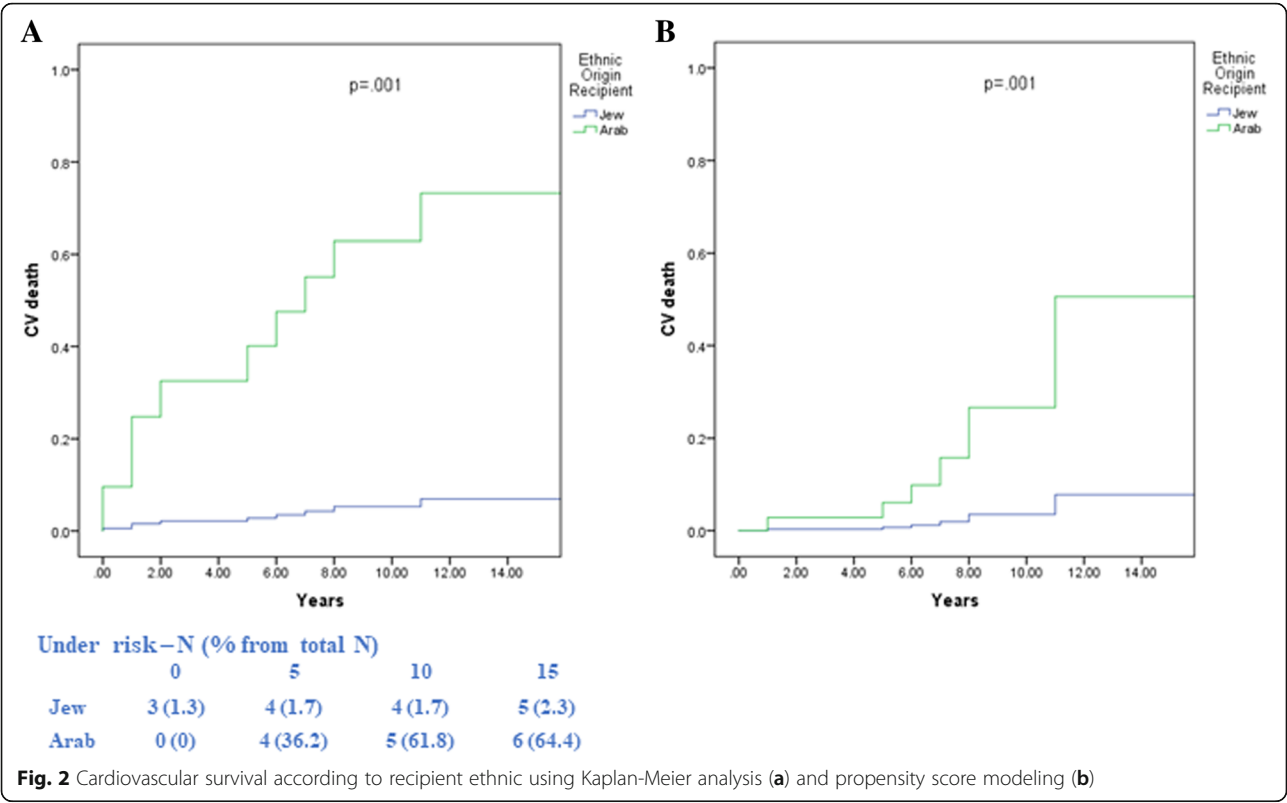 A
p=.001
Ethnic
Origin
Recipient
Jew
Arab
CV death
1.0
0.8
0.6
0.4
0.2
0.0
.00 2.00 4.00 6.00 8.00 10.00 12.00 14.00
Years
B
p=.001
Ethnic
Origin
Recipient
Jew
Arab
CV death
1.0
0.8
0.6
0.4
0.2
0.0
.00 2.00 4.00 6.00 8.00 10.00 12.00 14.00
Years
Under risk–N (% from total N)
0 5 10 15
Jew 3 (1.3) 4 (1.7) 4 (1.7) 5 (2.3)
Arab 0 (0) 4 (36.2) 5 (61.8) 6 (64.4)
Fig. 2 Cardiovascular survival according to recipient ethnic using Kaplan-Meier analysis (a) and propensity score modeling (b)